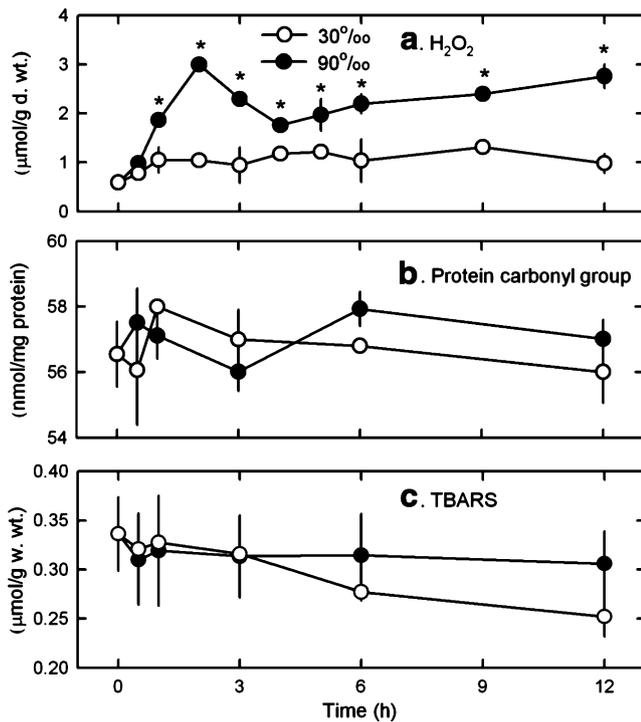 30°/oo
90°/oo
a. H2O2
4
3
2
1
0
(μmol/g d. wt.)
* * * * * * * *
b. Protein carbonyl group
60
58
56
54
(nmol/mg protein)
c. TBARS
0.40
0.35
0.30
0.25
0.20
(μmol/g w. wt.)
0 3 6 9 12
Time (h)